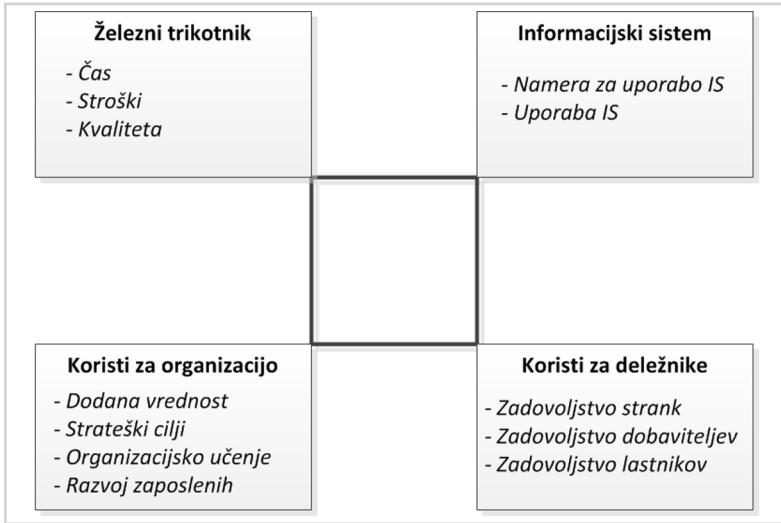 Železni trikotnik
- Čas
- Stroški
- Kvaliteta
Informacijski sistem
- Namera za uporabo IS
- Uporaba IS
Koristi za organizacijo
- Dodana vrednost
- Strateški cilji
- Organizacijsko učenje
- Razvoj zaposlenih
Koristi za deležnike
- Zadovoljstvo strank
- Zadovoljstvo dobaviteljev
- Zadovoljstvo lastnikov